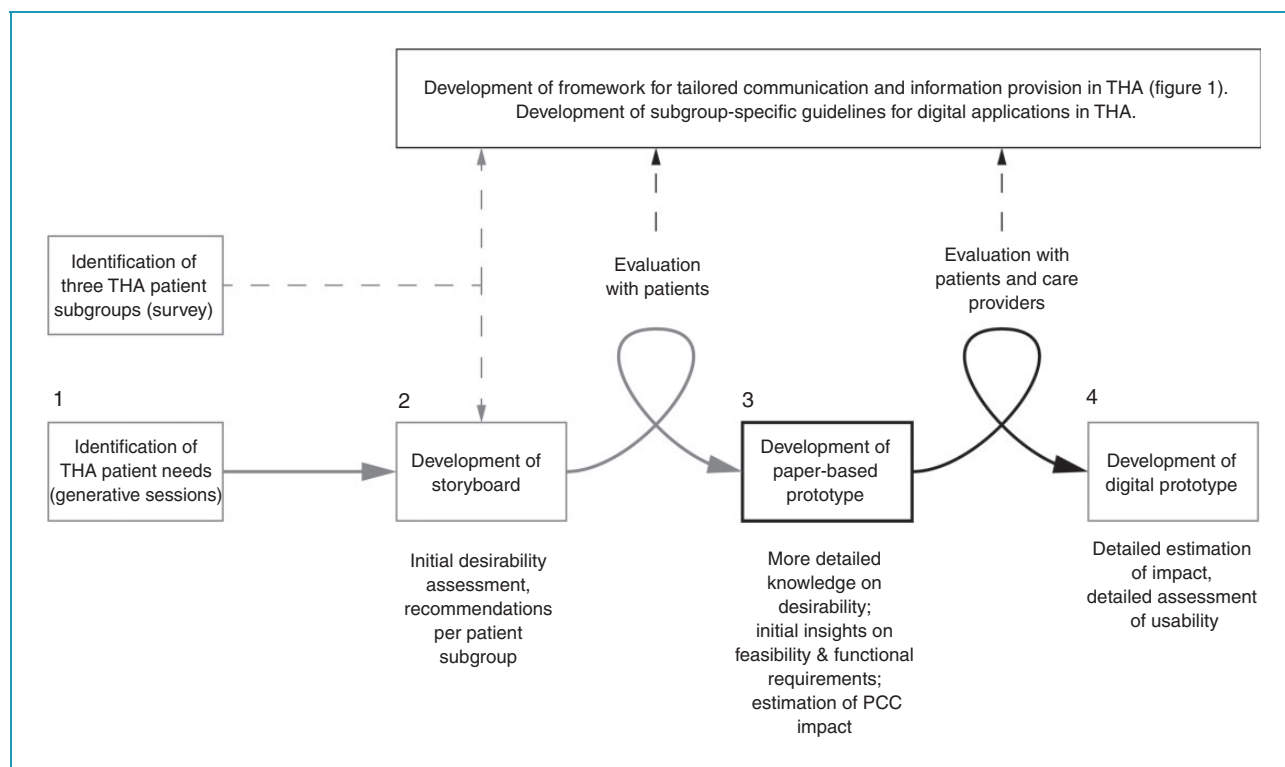 Development of fromework for tailored communication and information provision in THA (figure 1).
Development of subgroup-specific guidelines for digital applications in THA.
Identification of
three THA patient
subgroups (survey)
Evaluation
with patients
Evaluation with
patients and care
providers
1
Identification of
THA patient needs
(generative sessions)
2
Development of
storyboard
Initial desirability
assessment,
recommendations
per patient
subgroup
3
Development of
paper-based
prototype
More detailed
knowledge on
desirability;
initial insights on
feasibility & functional
requirements;
estimation of PCC
impact
4
Development of
digital prototype
Detailed estimation
of impact,
detailed assessment
of usability